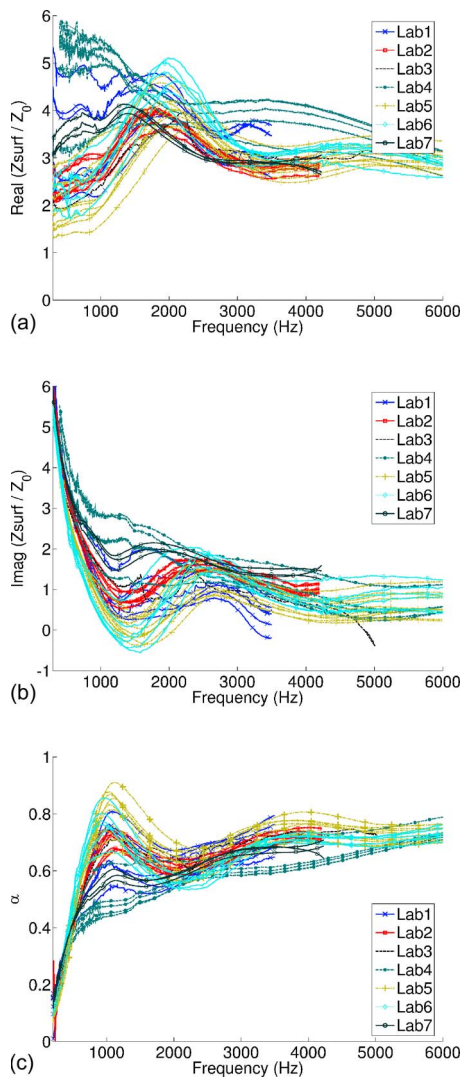 6
5
4
3
2
1
0
Real (Zsurf / Z0)
Lab1
Lab2
Lab3
Lab4
Lab5
Lab6
Lab7
1000 2000 3000 4000 5000 6000
Frequency (Hz)
(a)
6
5
4
3
2
1
0
-1
Imag (Zsurf / Z0)
Lab1
Lab2
Lab3
Lab4
Lab5
Lab6
Lab7
1000 2000 3000 4000 5000 6000
Frequency (Hz)
(b)
1
0.8
0.6
0.4
0.2
0
α
Lab1
Lab2
Lab3
Lab4
Lab5
Lab6
Lab7
1000 2000 3000 4000 5000 6000
Frequency (Hz)
(c)